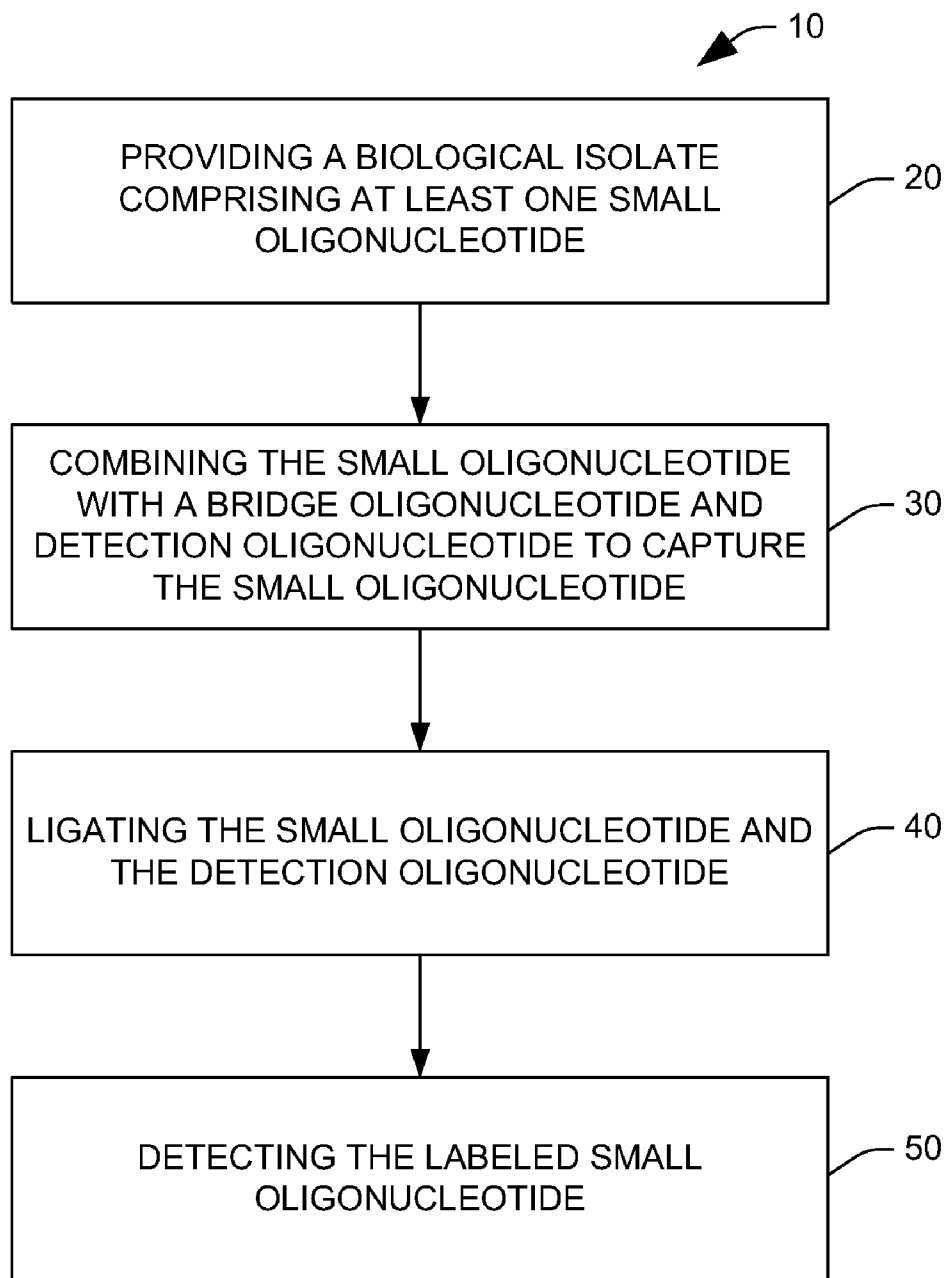 10
PROVIDING A BIOLOGICAL ISOLATE
COMPRISING AT LEAST ONE SMALL
OLIGONUCLEOTIDE
20
COMBINING THE SMALL OLIGONUCLEOTIDE
WITH A BRIDGE OLIGONUCLEOTIDE AND
DETECTION OLIGONUCLEOTIDE TO CAPTURE
THE SMALL OLIGONUCLEOTIDE
30
LIGATING THE SMALL OLIGONUCLEOTIDE AND
THE DETECTION OLIGONUCLEOTIDE
40
DETECTING THE LABELED SMALL
OLIGONUCLEOTIDE
50